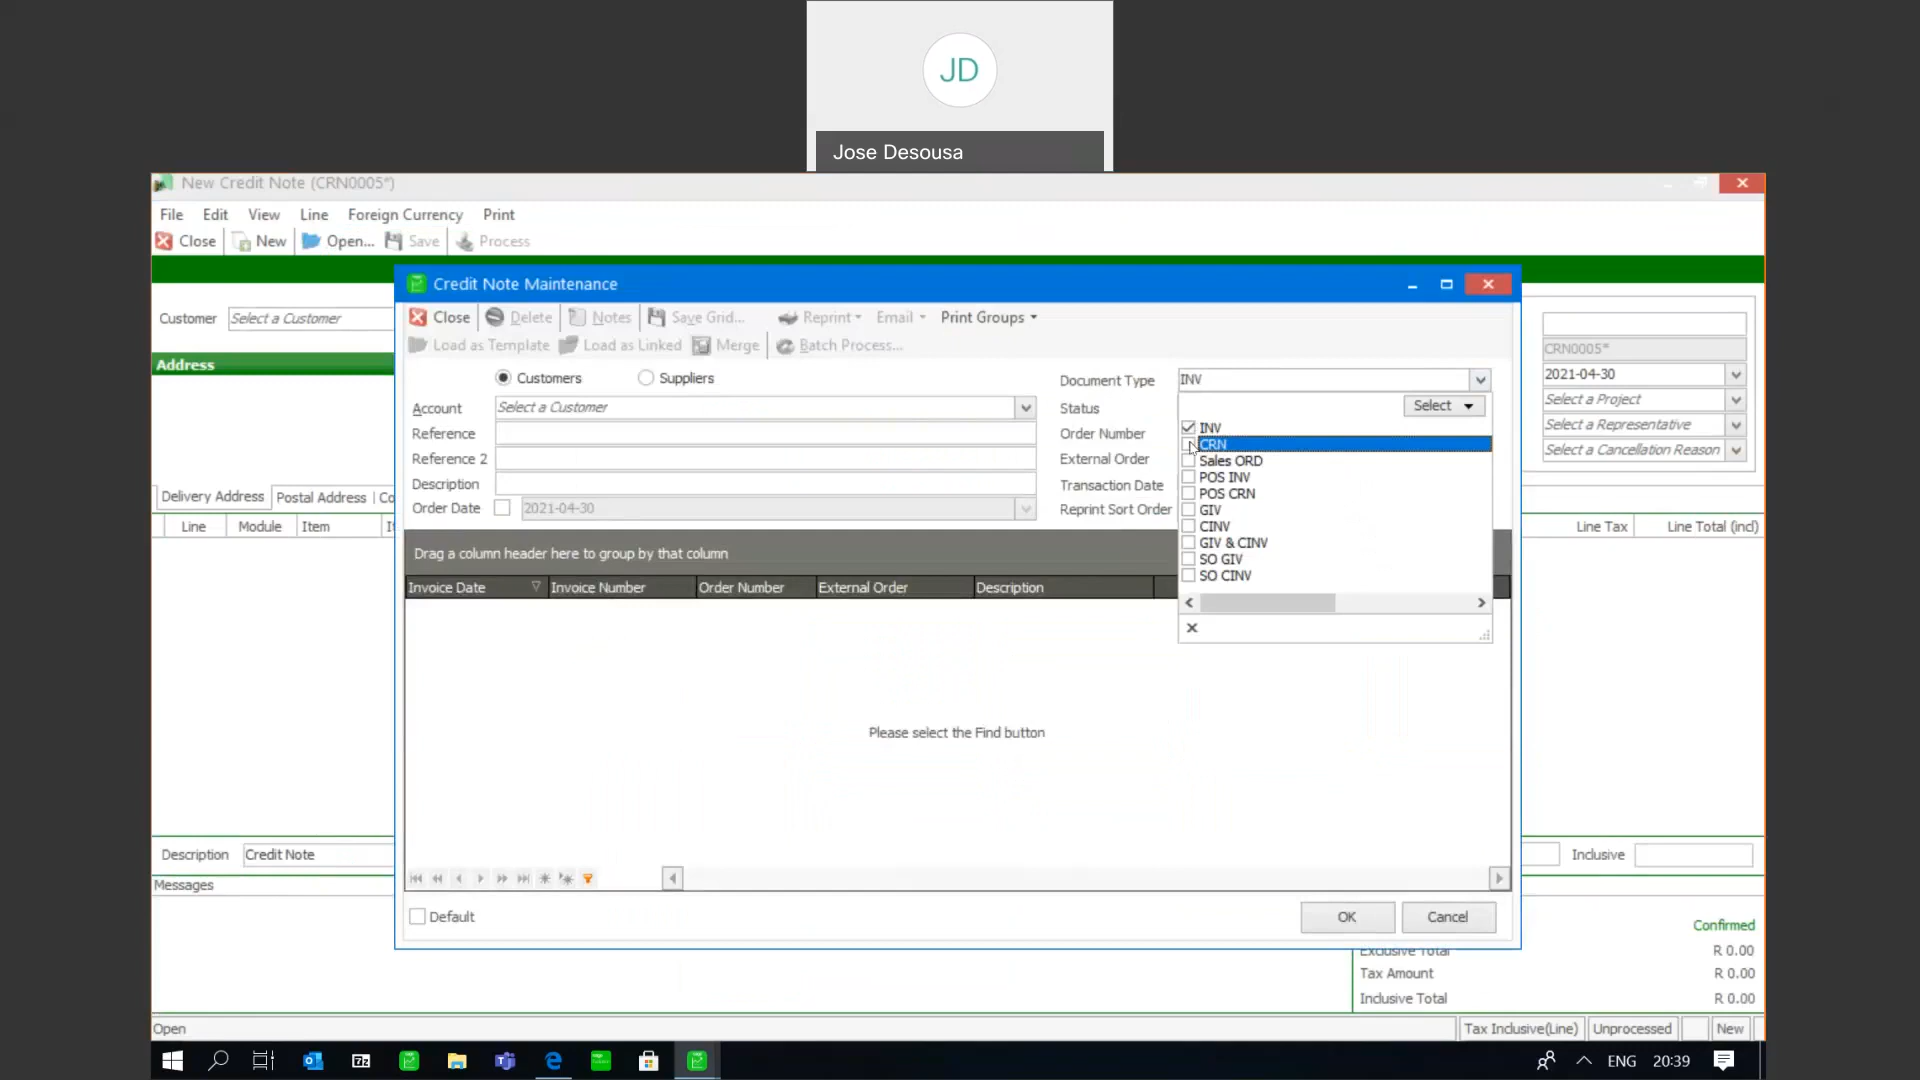 JD
Jose Desousa
New Credit Note (CRN0005*)
File Edit View Line Foreign Currency Print
Close New Open... Save Process
Credit Note Maintenance
Close Delete Notes Save Grid... Reprint Email Print Groups
Load as Template Load as Linked Merge Batch Process...
Customer Select a Customer
Address
CRN0005*
2021-04-30
Select a Project
Select a Representative
Select a Cancellation Reason
Customers Suppliers
Document Type INV
Account Select a Customer
Status Select
Reference
Order Number
Reference 2
External Order
Description
Transaction Date
Order Date 2021-04-30
Reprint Sort Order
INV
CRN
Sales ORD
POS INV
POS CRN
GIV
CINV
GIV & CINV
SO GIV
SO CINV
Delivery Address Postal Address Co
Line Module Item Line Tax Line Total (incl)
Drag a column header here to group by that column
Invoice Date Invoice Number Order Number External Order Description
Please select the Find button
Description Credit Note Inclusive
Messages
Default OK Cancel
Confirmed
Exclusive Total R 0.00
Tax Amount R 0.00
Inclusive Total R 0.00
Open Tax Inclusive(Line) Unprocessed New
ENG 20:39